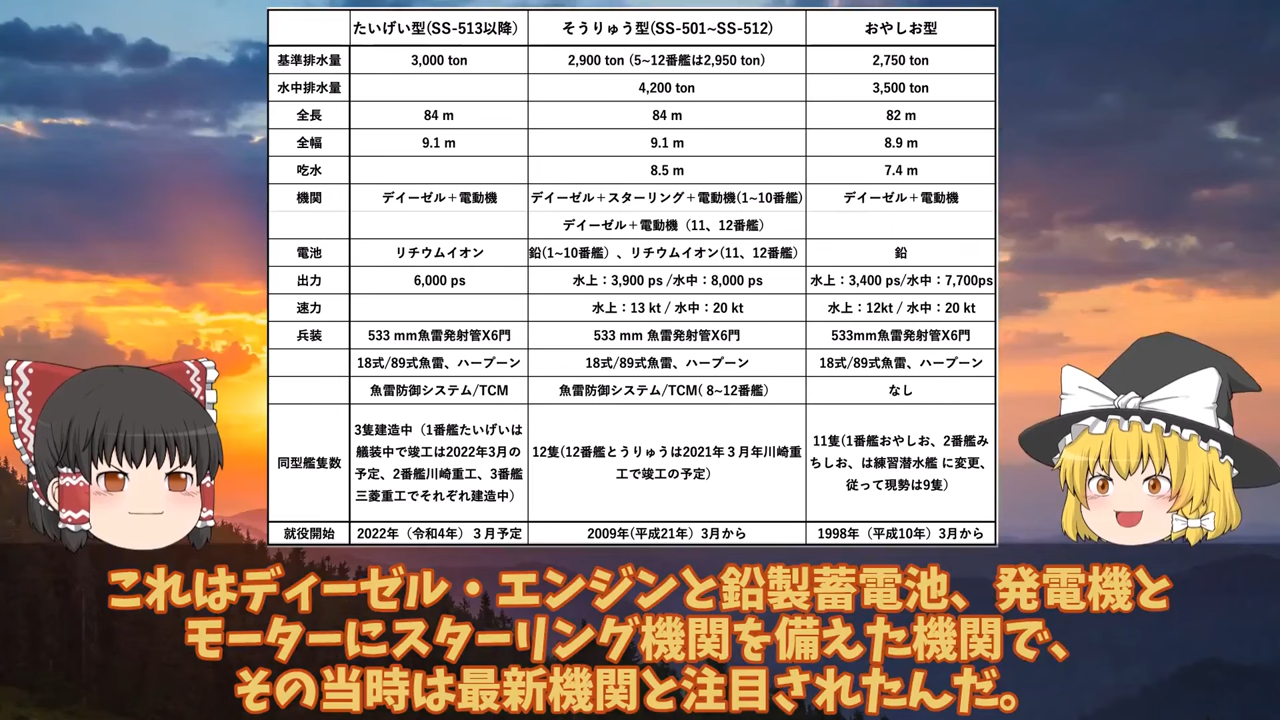 たいげい型(SS-513以降) そうりゅう型(SS-501~SS-512) おやしお型
基準排水量 3,000 ton 2,900 ton (5~12番艦は2,950 ton) 2,750 ton
水中排水量 4,200 ton 3,500 ton
全長 84 m 84 m 82 m
全幅 9.1 m 9.1 m 8.9 m
吃水 8.5 m 7.4 m
機関 デイーゼル＋電動機 デイーゼル＋スターリング＋電動機(1~10番艦) デイーゼル＋電動機
デイーゼル＋電動機（11、12番艦）
電池 リチウムイオン 鉛(1~10番艦）、リチウムイオン(11、12番艦） 鉛
出力 6,000 ps 水上：3,900 ps /水中：8,000 ps 水上：3,400 ps/水中：7,700ps
速力 水上：13 kt / 水中：20 kt 水上：12kt / 水中：20 kt
兵装 533 mm魚雷発射管X6門 533 mm 魚雷発射管X6門 533mm魚雷発射管X6門
18式/89式魚雷、ハープーン 18式/89式魚雷、ハープーン 18式/89式魚雷、ハープーン
魚雷防御システム/TCM 魚雷防御システム/TCM( 8~12番艦） なし
同型艦隻数 3隻建造中（1番艦たいげいは
艤装中で竣工は2022年3月の
予定、2番艦川崎重工、3番艦
三菱重工でそれぞれ建造中）
12隻(12番艦とうりゅうは2021年３月年川崎重
工で竣工の予定）
11隻(1番艦おやしお、2番艦み
ちしお、は練習潜水艦 に変更、
従って現勢は9隻）
就役開始 2022年（令和4年）３月予定 2009年(平成21年）3月から 1998年（平成10年）3月から
これはディーゼル・エンジンと鉛製蓄電池、発電機と
モーターにスターリング機関を備えた機関で、
その当時は最新機関と注目されたんだ。